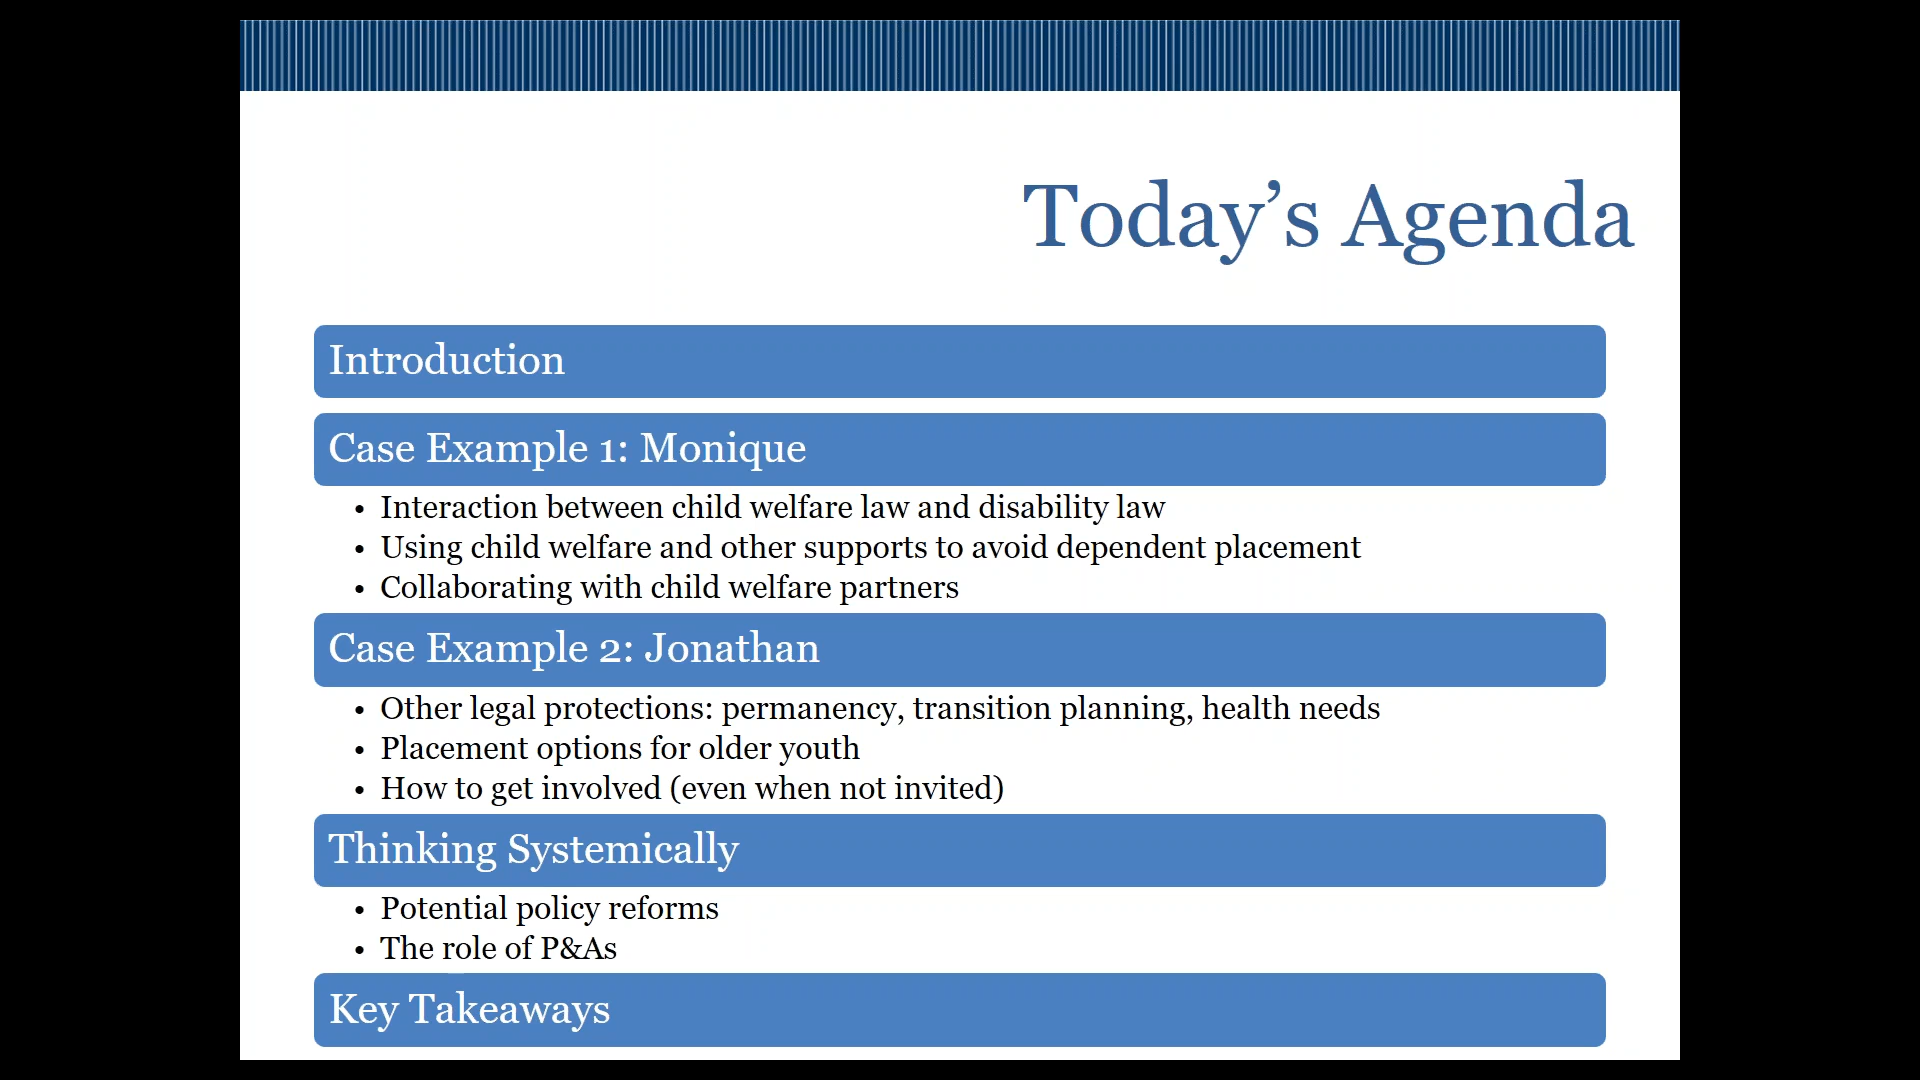 Today’s Agenda
Introduction
Case Example 1: Monique
• Interaction between child welfare law and disability law
• Using child welfare and other supports to avoid dependent placement
• Collaborating with child welfare partners
Case Example 2: Jonathan
• Other legal protections: permanency, transition planning, health needs
• Placement options for older youth
• How to get involved (even when not invited)
Thinking Systemically
• Potential policy reforms
• The role of P&As
Key Takeaways